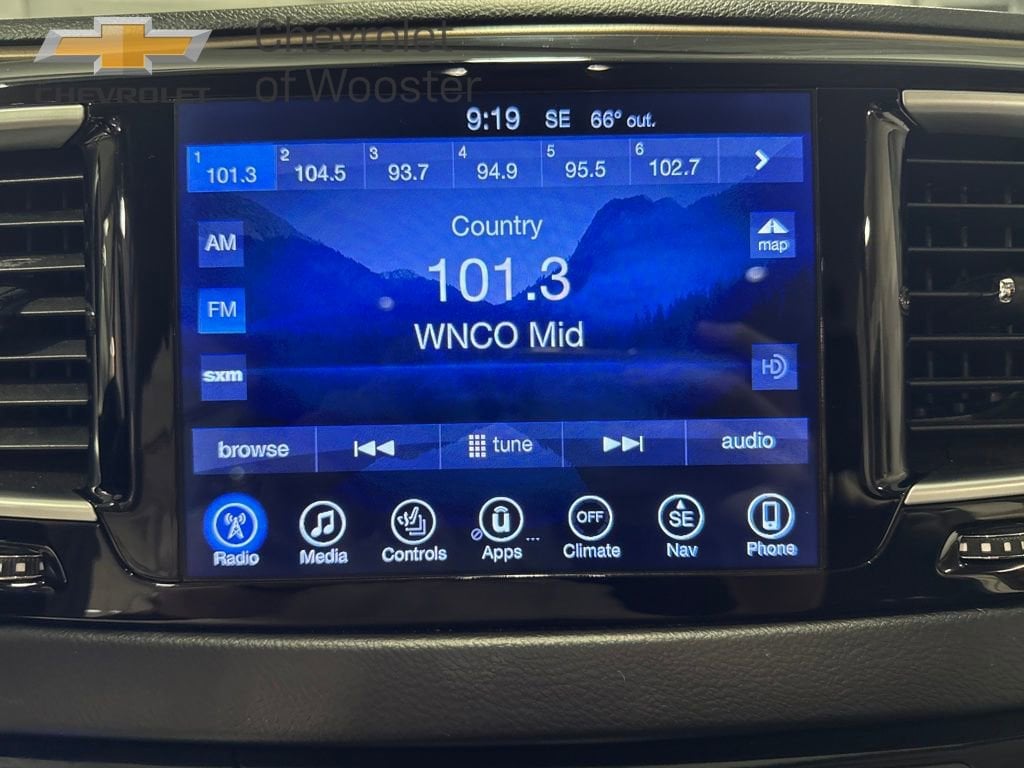 Chevrolet
of Wooster
CHEVROLET
9:19 SE 66° out.
1 101.3 2 104.5 3 93.7 4 94.9 5 95.5 6 102.7
AM
Country
map
101.3
FM
WNCO Mid
sxm
HD
browse tune audio
OFF SE
Radio Media Controls Apps ... Climate Nav Phone